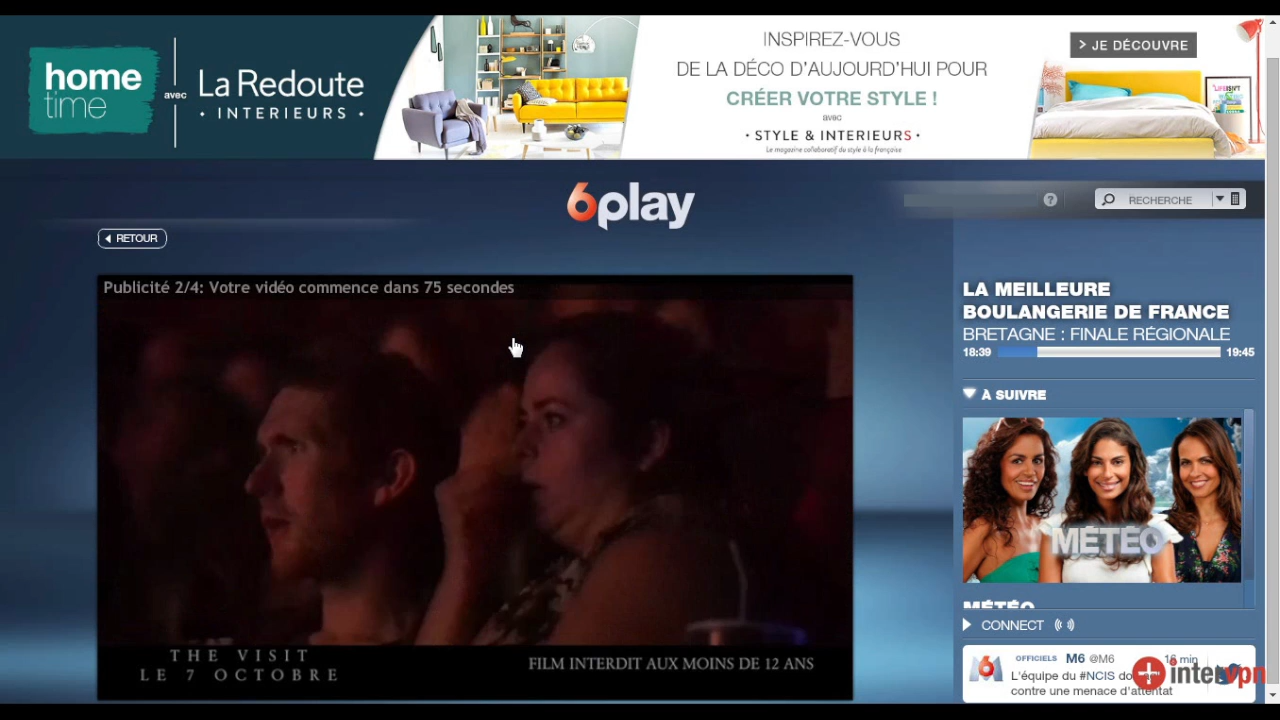 home
time
avec
La Redoute
• INTERIEURS •
INSPIREZ-VOUS
DE LA DÉCO D'AUJOURD'HUI POUR
CRÉER VOTRE STYLE !
avec
• STYLE & INTERIEURS •
Le magazine collaboratif du style à la française
> JE DÉCOUVRE
6play
?
RECHERCHE
RETOUR
Publicité 2/4: Votre vidéo commence dans 75 secondes
THE VISIT
LE 7 OCTOBRE
FILM INTERDIT AUX MOINS DE 12 ANS
LA MEILLEURE
BOULANGERIE DE FRANCE
BRETAGNE : FINALE RÉGIONALE
18:39 19:45
À SUIVRE
MÉTÉO
MÉTÉO
CONNECT
OFFICIELS M6 @M6 16 min
L'équipe du #NCIS
contre une menace d'attentat
intervpn